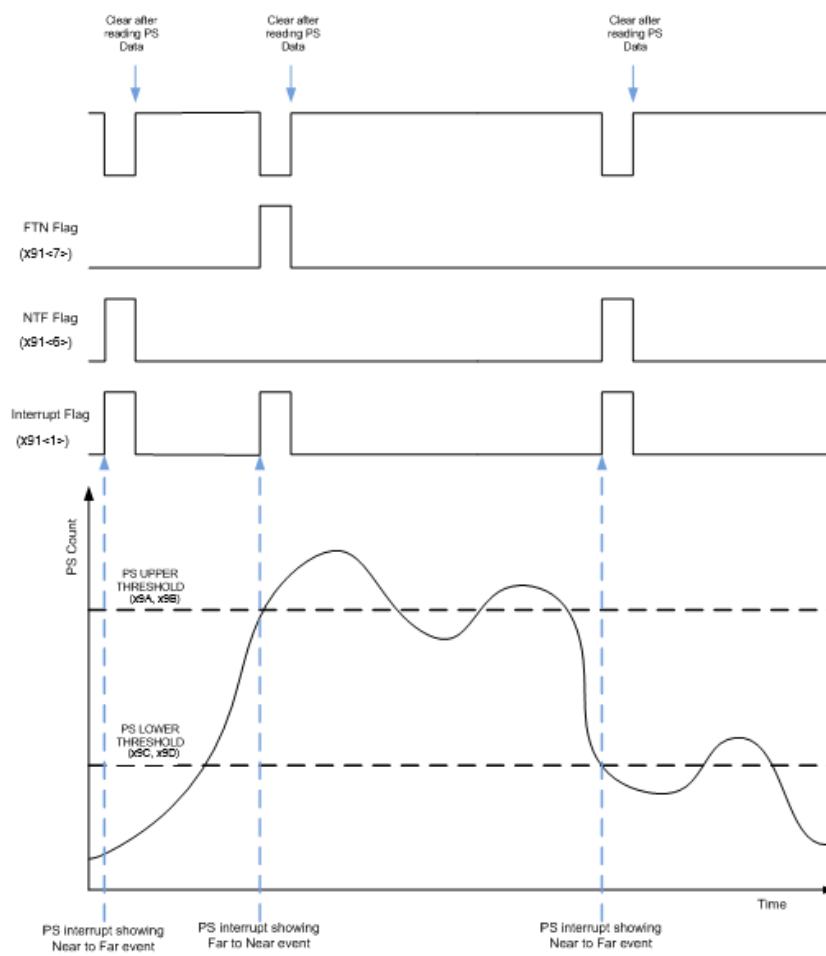 Clear after
reading PS
Data
Clear after
reading PS
Data
Clear after
reading PS
Data
FTN Flag
(x91<7>)
NTF Flag
(x91<6>)
Interrupt Flag
(x91<1>)
PS Count
PS UPPER
THRESHOLD
(x9A, x9B)
PS LOWER
THRESHOLD
(x9C, x9D)
Time
PS interrupt showing
Near to Far event
PS interrupt showing
Far to Near event
PS interrupt showing
Near to Far event